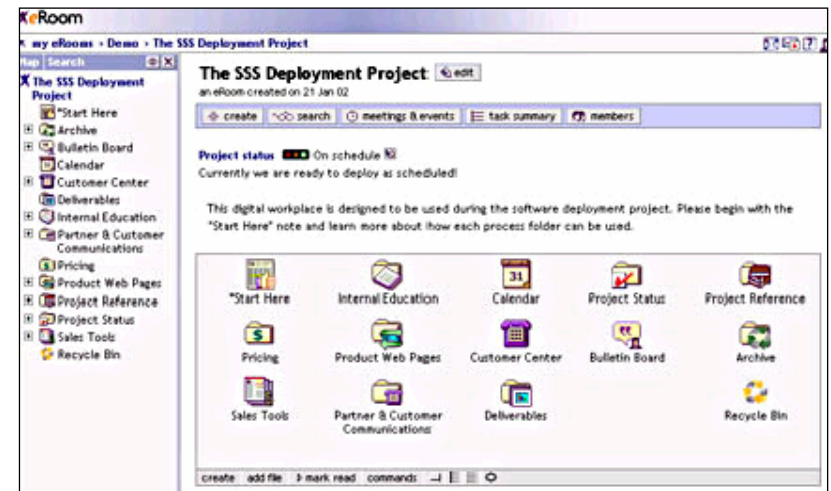 eRoom
my eRooms › Demo › The SSS Deployment Project
Map Search
The SSS Deployment
Project
*Start Here
Archive
Bulletin Board
Calendar
Customer Center
Deliverables
Internal Education
Partner & Customer
Communications
Pricing
Product Web Pages
Project Reference
Project Status
Sales Tools
Recycle Bin
The SSS Deployment Project: edit
an eRoom created on 21 Jan 02
create search meetings & events task summary members
Project status On schedule
Currently we are ready to deploy as scheduled!
This digital workplace is designed to be used during the software deployment project. Please begin with the
"Start Here" note and learn more about how each process folder can be used.
31
*Start Here Internal Education Calendar Project Status Project Reference
Pricing Product Web Pages Customer Center Bulletin Board Archive
Sales Tools Partner & Customer Communications Deliverables Recycle Bin
create add file mark read commands